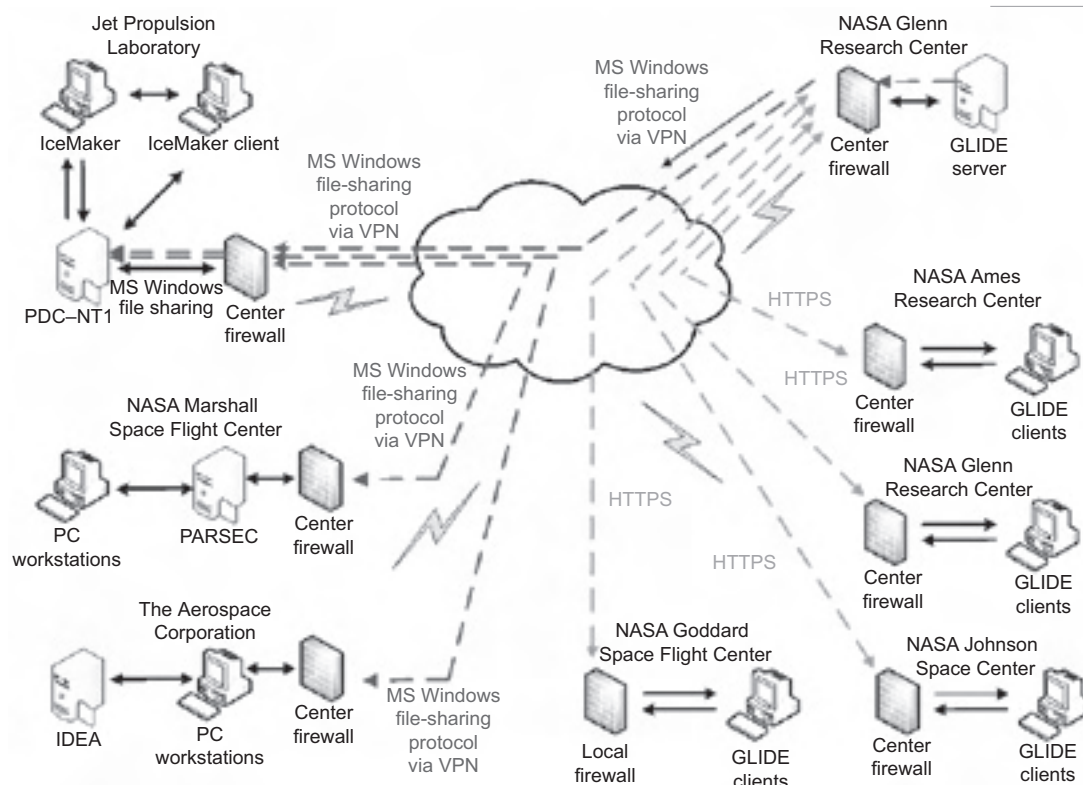 Jet Propulsion
Laboratory
IceMaker
IceMaker client
PDC–NT1
MS Windows
file sharing
Center
firewall
MS Windows
file-sharing
protocol
via VPN
MS Windows
file-sharing
protocol
via VPN
NASA Glenn
Research Center
Center
firewall
GLIDE
server
NASA Ames
Research Center
HTTPS
Center
firewall
GLIDE
clients
HTTPS
NASA Glenn
Research Center
Center
firewall
GLIDE
clients
MS Windows
file-sharing
protocol
via VPN
NASA Marshall
Space Flight Center
PC
workstations
PARSEC
Center
firewall
HTTPS
HTTPS
The Aerospace
Corporation
IDEA
PC
workstations
Center
firewall
MS Windows
file-sharing
protocol
via VPN
NASA Goddard
Space Flight Center
Local
firewall
GLIDE
clients
NASA Johnson
Space Center
Center
firewall
GLIDE
clients